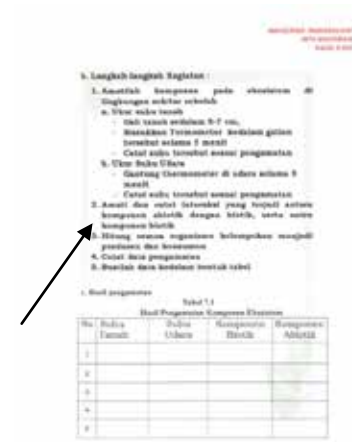 b. Langkah-langkah Kegiatan :
1. Amatilah komponen pada ekosistem di
lingkungan sekitar sekolah
a. Ukur suhu tanah
- Gali tanah sedalam 5-7 cm,
- Masukkan Termometer kedalam galian
tersebut selama 5 menit
- Catat suhu tersebut sesuai pengamatan
b. Ukur Suhu Udara
- Gantung thermometer di udara selama 5
menit
- Catat suhu tersebut sesuai pengamatan
2. Amati dan catat interaksi yang terjadi antara
komponen abiotik dengan biotik, serta antra
komponen biotik
3. Hitung semua organisme kelompokan menjadi
produsen dan konsumen
4. Catat data pengamatan
5. Buatlah data kedalam bentuk tabel
c. Hasil pengamatan
Tabel 7.1
Hasil Pengamatan Komponen Ekosistem
No Suhu Suhu Komponen Komponen
Tanah Udara Biotik Abiotik
1
2
3
4
5